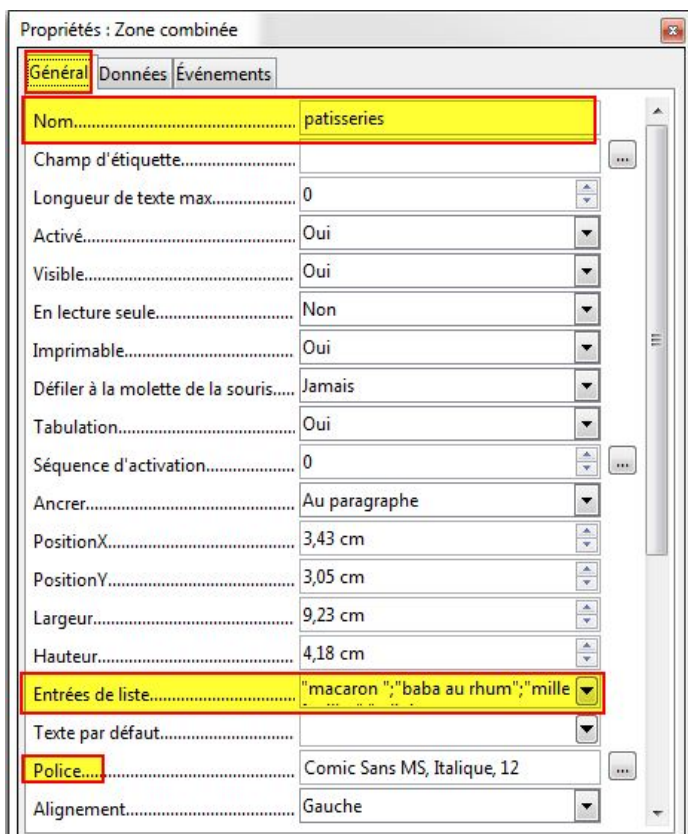 Propriétés : Zone combinée
Général Données Événements
Nom............................................. patisseries
Champ d'étiquette........................ ...
Longueur de texte max................... 0
Activé........................................... Oui
Visible........................................... Oui
En lecture seule............................ Non
Imprimable................................... Oui
Défiler à la molette de la souris..... Jamais
Tabulation.................................... Oui
Séquence d'activation.................. 0 ...
Ancrer........................................... Au paragraphe
PositionX....................................... 3,43 cm
PositionY....................................... 3,05 cm
Largeur......................................... 9,23 cm
Hauteur........................................ 4,18 cm
Entrées de liste.............................. "macaron ";"baba au rhum";"mille
Texte par défaut............................
Police............................................ Comic Sans MS, Italique, 12 ...
Alignement.................................. Gauche